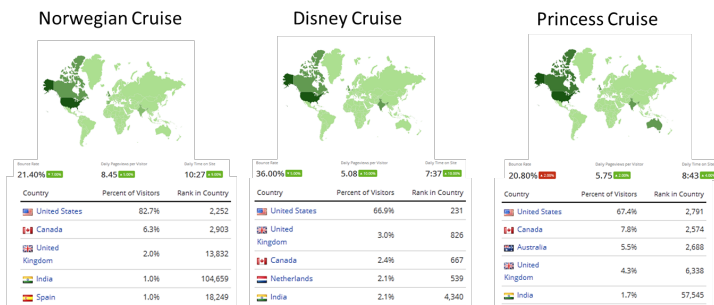 Norwegian Cruise
Disney Cruise
Princess Cruise
Bounce Rate
Daily Pageviews per Visitor
Daily Time on Site
21.40%
8.45
10:27
Country Percent of Visitors Rank in Country
United States 82.7% 2,252
Canada 6.3% 2,903
United
Kingdom 2.0% 13,832
India 1.0% 104,659
Spain 1.0% 18,249
Bounce Rate
Daily Pageviews per Visitor
Daily Time on Site
36.00%
5.08
7:37
Country Percent of Visitors Rank in Country
United States 66.9% 231
United
Kingdom 3.0% 826
Canada 2.4% 667
Netherlands 2.1% 539
India 2.1% 4,340
Bounce Rate
Daily Pageviews per Visitor
Daily Time on Site
20.80%
5.75
8:43
Country Percent of Visitors Rank in Country
United States 67.4% 2,791
Canada 7.8% 2,574
Australia 5.5% 2,688
United
Kingdom 4.3% 6,338
India 1.7% 57,545